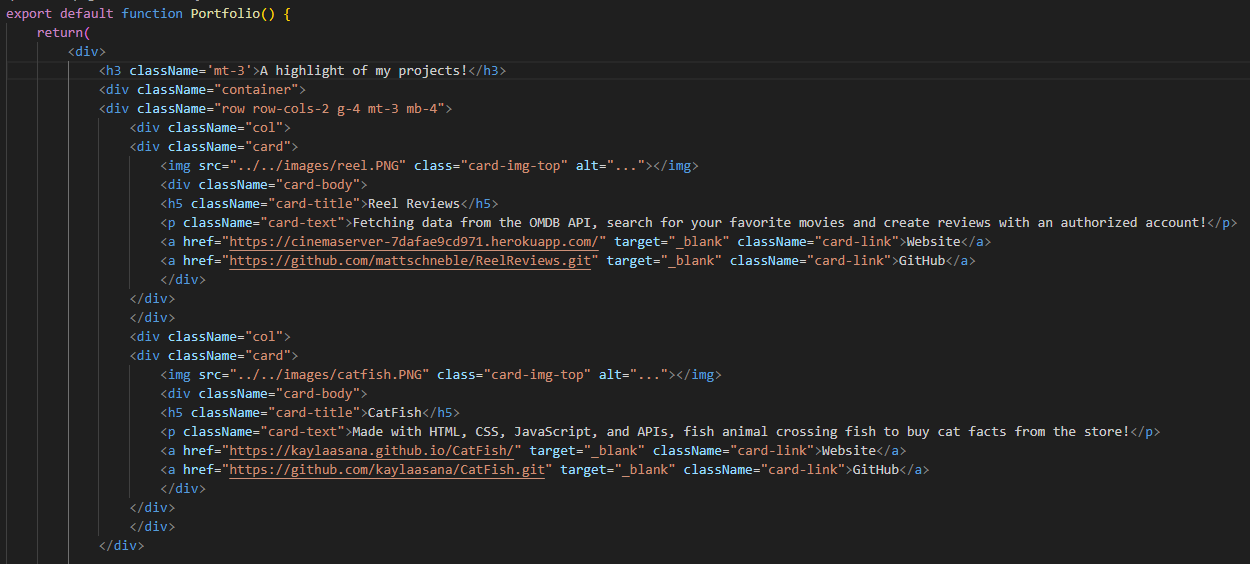 export default function Portfolio() {
return(
<div>
<h3 className='mt-3'>A highlight of my projects!</h3>
<div className="container">
<div className="row row-cols-2 g-4 mt-3 mb-4">
<div className="col">
<div className="card">
<img src="../../images/reel.PNG" class="card-img-top" alt="..."></img>
<div className="card-body">
<h5 className="card-title">Reel Reviews</h5>
<p className="card-text">Fetching data from the OMDB API, search for your favorite movies and create reviews with an authorized account!</p>
<a href="https://cinemaserver-7dafae9cd971.herokuapp.com/" target="_blank" className="card-link">Website</a>
<a href="https://github.com/mattschneble/ReelReviews.git" target="_blank" className="card-link">GitHub</a>
</div>
</div>
</div>
<div className="col">
<div className="card">
<img src="../../images/catfish.PNG" class="card-img-top" alt="..."></img>
<div className="card-body">
<h5 className="card-title">CatFish</h5>
<p className="card-text">Made with HTML, CSS, JavaScript, and APIs, fish animal crossing fish to buy cat facts from the store!</p>
<a href="https://kaylaasana.github.io/CatFish/" target="_blank" className="card-link">Website</a>
<a href="https://github.com/kaylaasana/CatFish.git" target="_blank" className="card-link">GitHub</a>
</div>
</div>
</div>
</div>